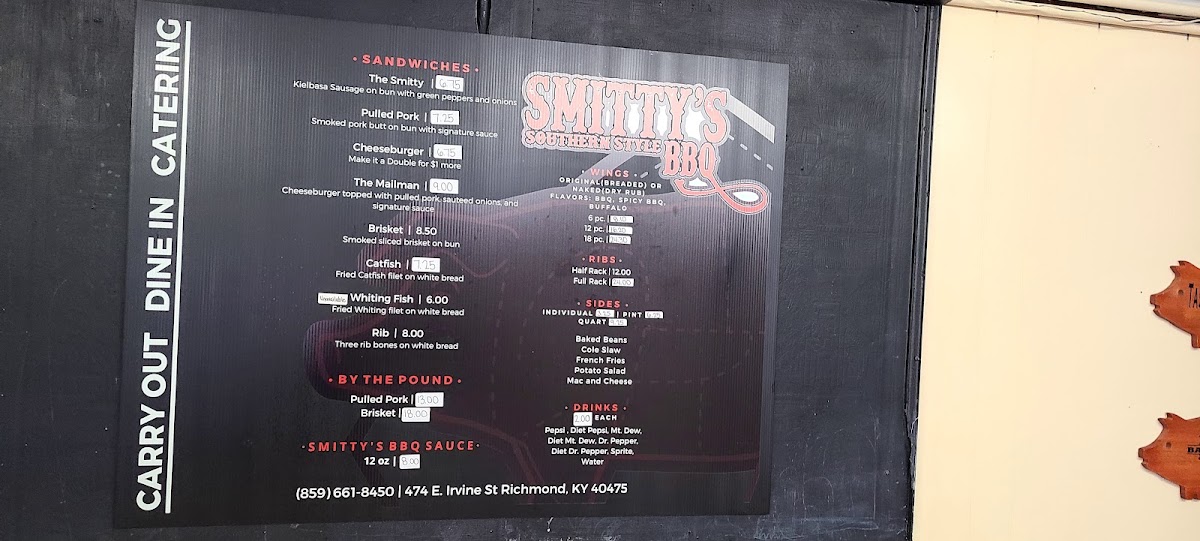 CARRY OUT DINE IN CATERING
• SANDWICHES •
The Smitty | 6.75
Kielbasa Sausage on bun with green peppers and onions
Pulled Pork | 7.25
Smoked pork butt on bun with signature sauce
Cheeseburger | 6.75
Make it a Double for $1 more
The Mailman | 9.00
Cheeseburger topped with pulled pork, sauteed onions, and
signature sauce
Brisket | 8.50
Smoked sliced brisket on bun
Catfish | 7.25
Fried Catfish filet on white bread
Whiting Fish | 6.00
Fried Whiting filet on white bread
Rib | 8.00
Three rib bones on white bread
• BY THE POUND •
Pulled Pork | 13.00
Brisket | 18.00
• SMITTY'S BBQ SAUCE •
12 oz | 8.00
(859) 661-8450 | 474 E. Irvine St Richmond, KY 40475
SMITTY'S
SOUTHERN STYLE
BBQ
• WINGS •
ORIGINAL(BREADED) OR
NAKED(DRY RUB)
FLAVORS: BBQ, SPICY BBQ,
BUFFALO
6 pc. |
12 pc. |
18 pc. |
• RIBS •
Half Rack | 12.00
Full Rack | 24.00
• SIDES •
INDIVIDUAL | PINT
QUART
Baked Beans
Cole Slaw
French Fries
Potato Salad
Mac and Cheese
• DRINKS •
2.00 EACH
Pepsi , Diet Pepsi, Mt. Dew,
Diet Mt. Dew, Dr. Pepper,
Diet Dr. Pepper, Sprite,
Water